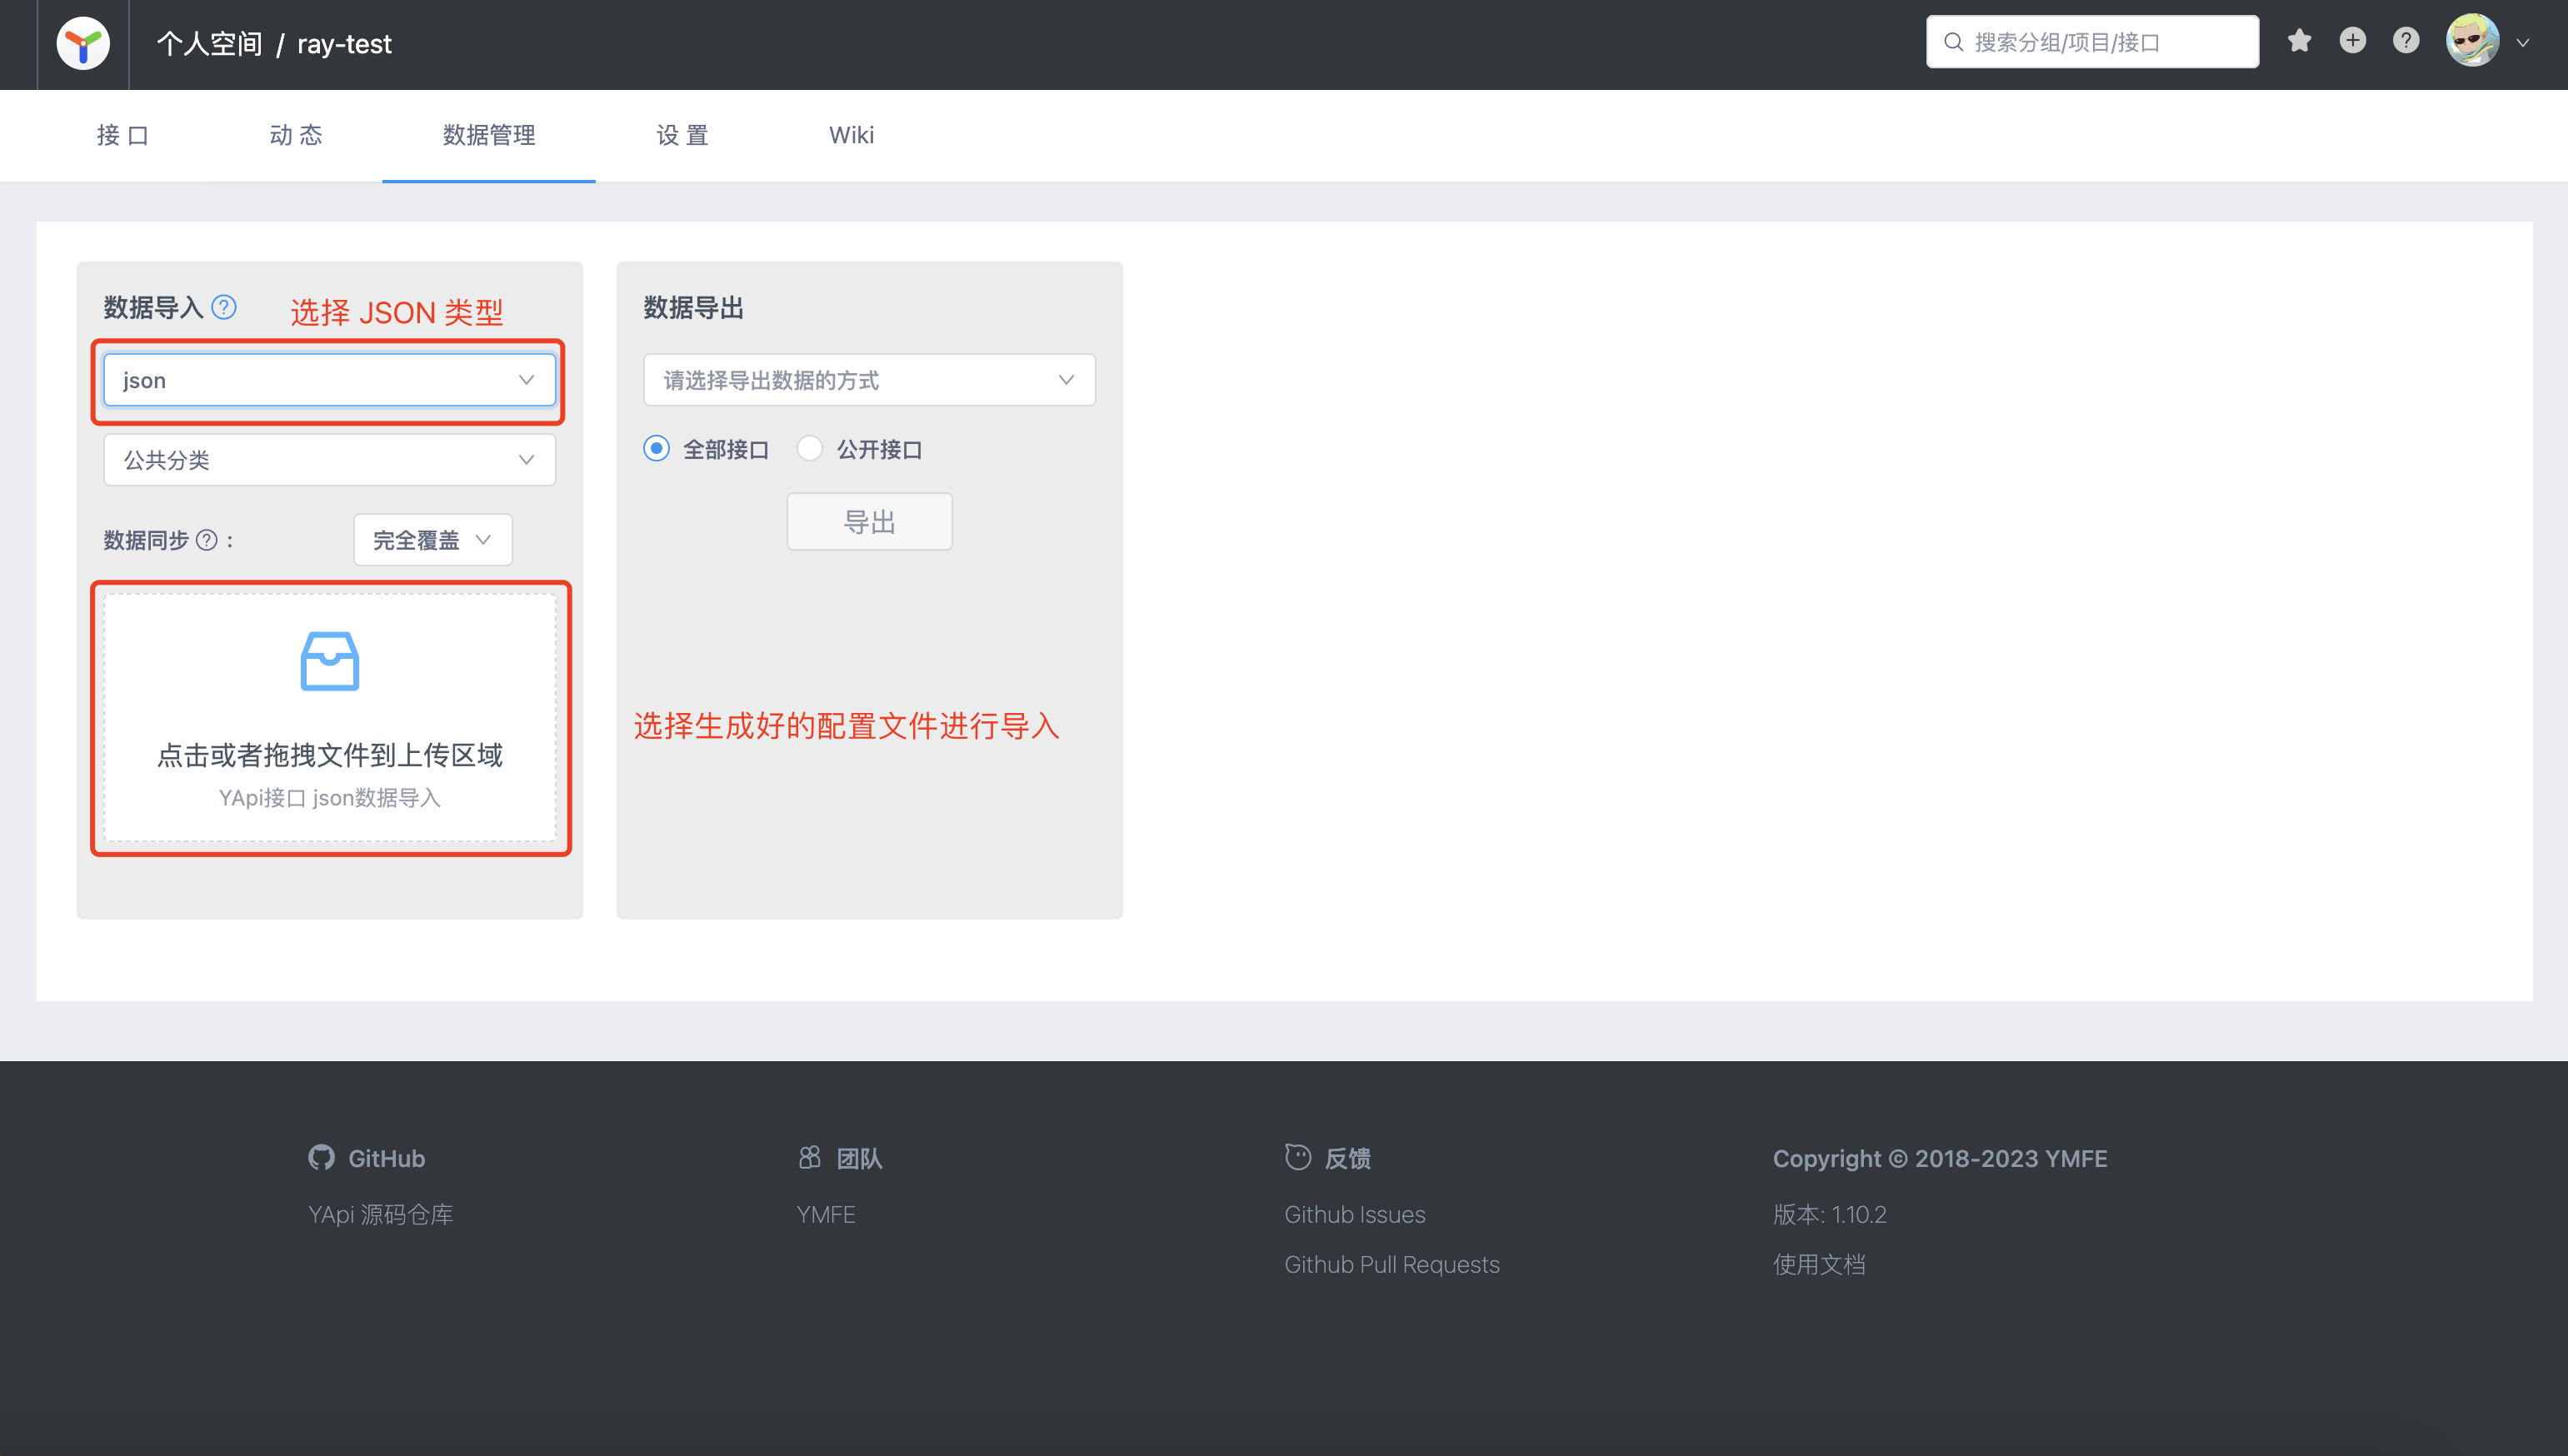 个人空间 / ray-test
搜索分组/项目/接口
接 口
动 态
数据管理
设 置
Wiki
数据导入
选择 JSON 类型
json
公共分类
数据同步 :
完全覆盖
点击或者拖拽文件到上传区域
YApi接口 json数据导入
数据导出
请选择导出数据的方式
全部接口
公开接口
导出
选择生成好的配置文件进行导入
GitHub
YApi 源码仓库
团队
YMFE
反馈
Github Issues
Github Pull Requests
Copyright © 2018-2023 YMFE
版本: 1.10.2
使用文档